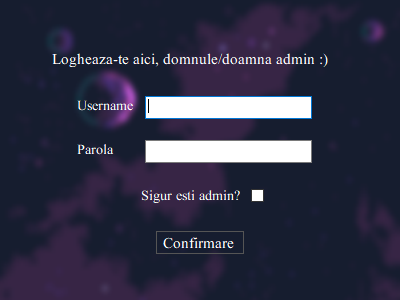 Logheaza-te aici, domnule/doamna admin :)
Username
Parola
Sigur esti admin?
Confirmare